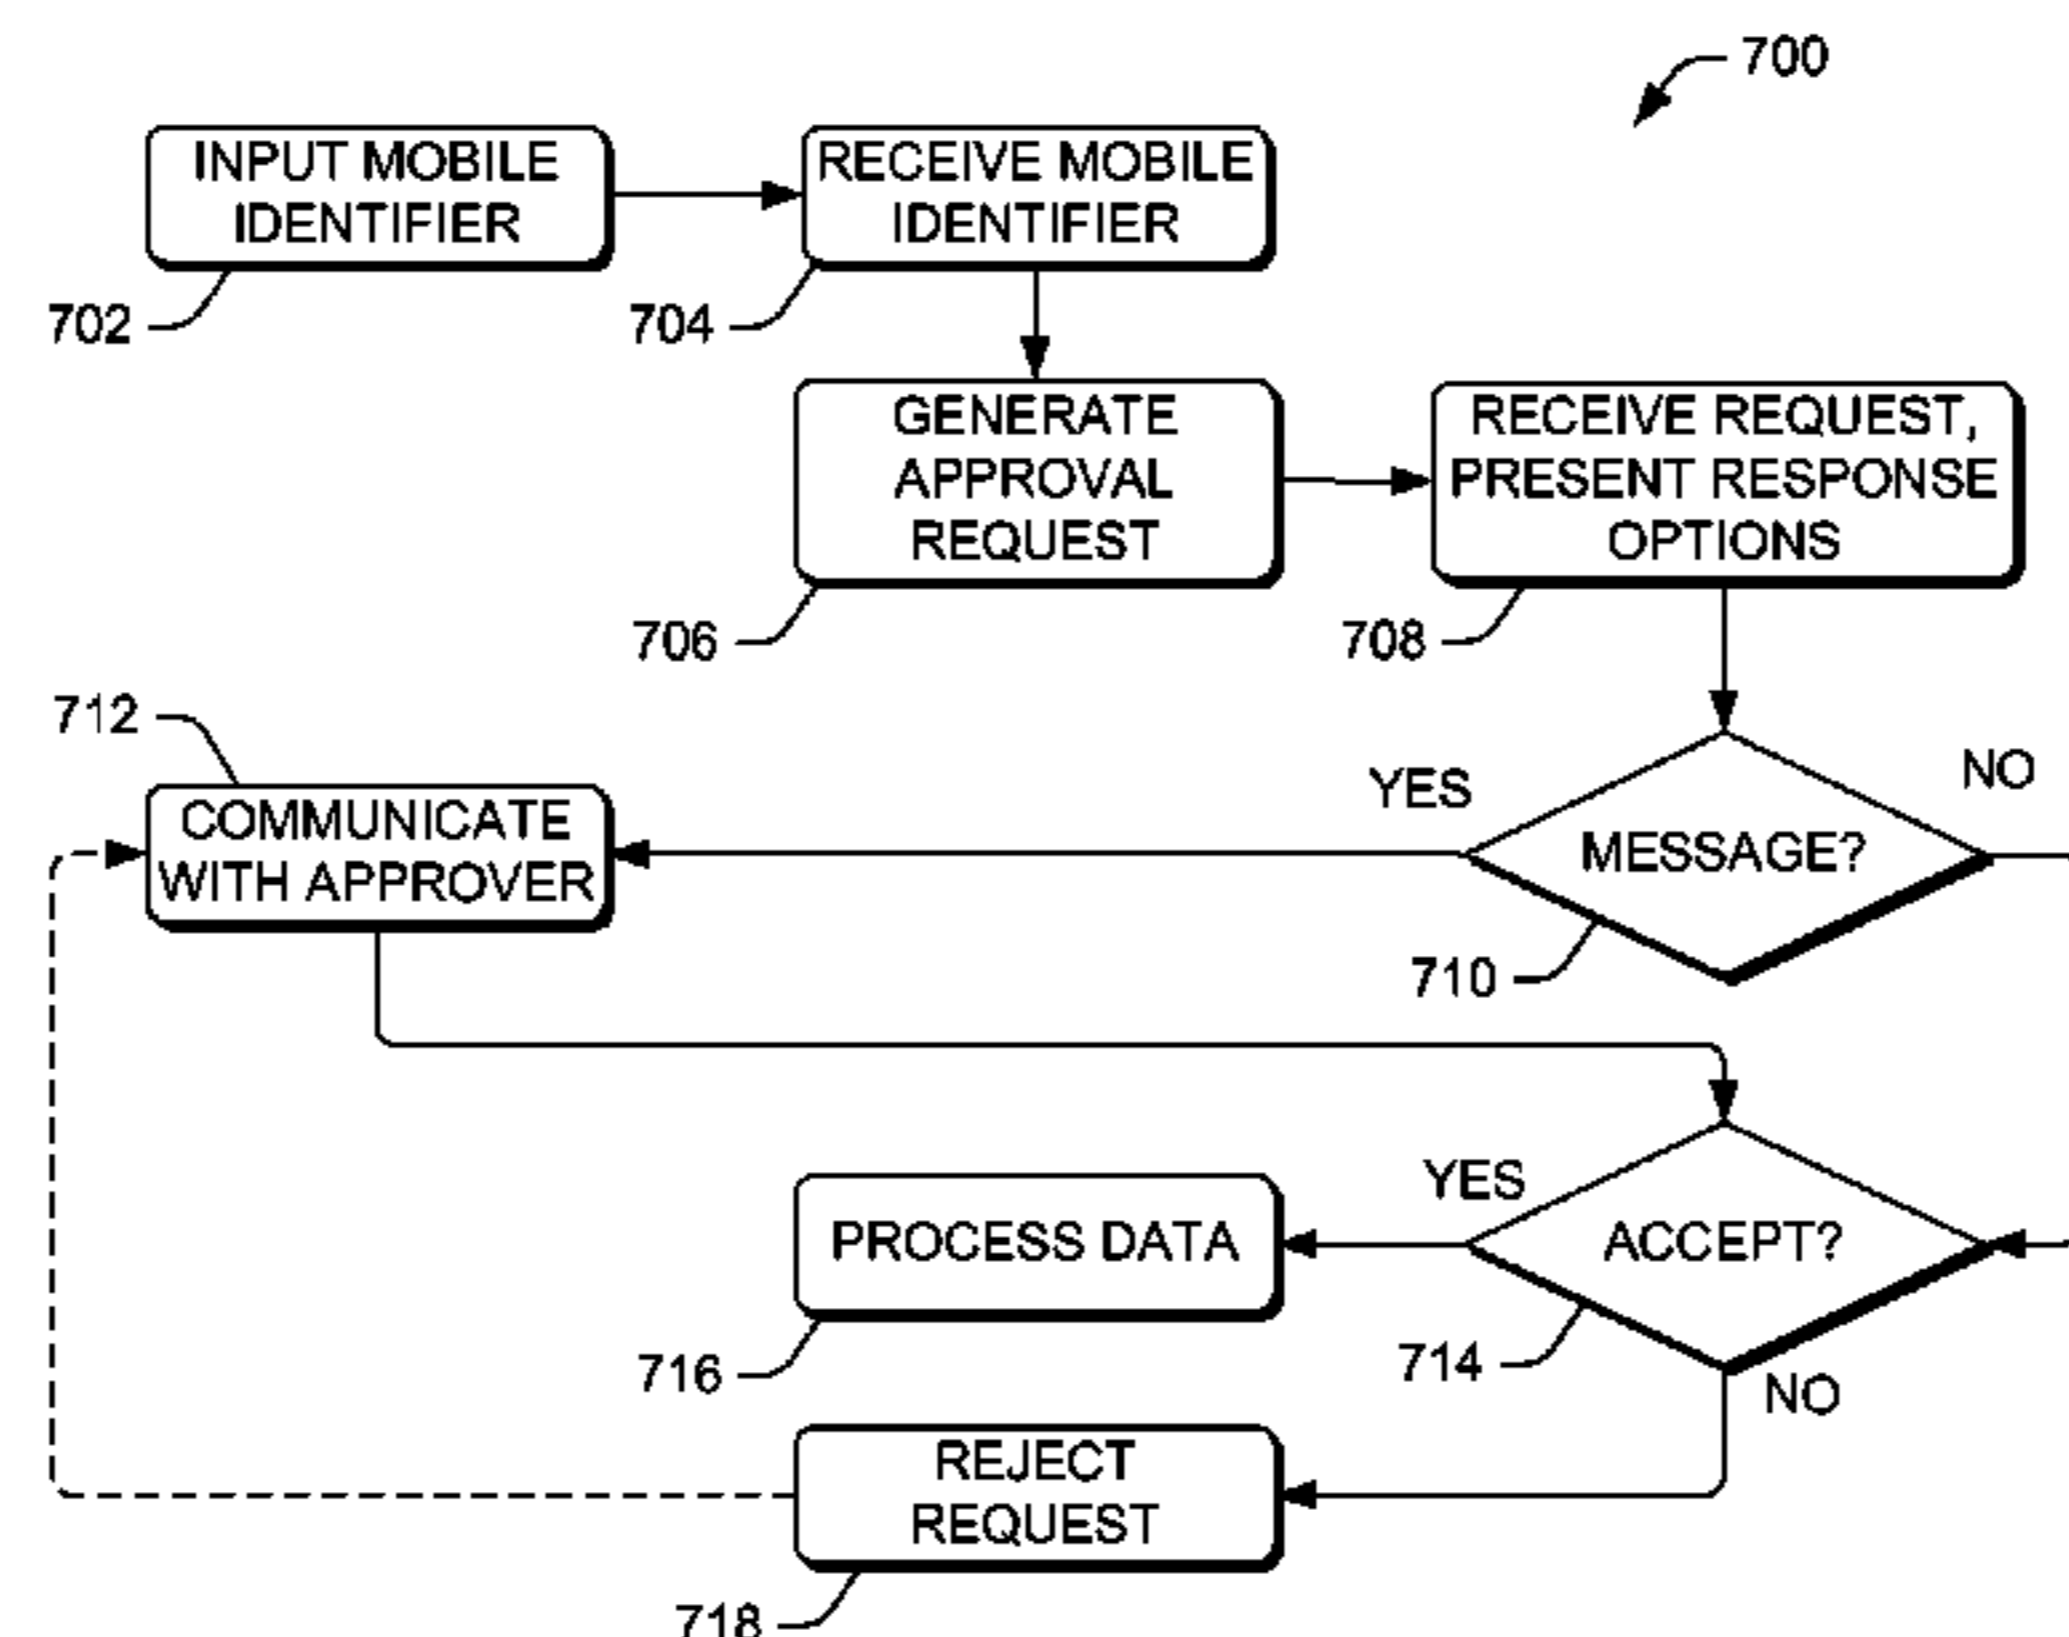 700
INPUT MOBILE
IDENTIFIER
702
RECEIVE MOBILE
IDENTIFIER
704
GENERATE
APPROVAL
REQUEST
706
RECEIVE REQUEST,
PRESENT RESPONSE
OPTIONS
708
712
COMMUNICATE
WITH APPROVER
YES
NO
MESSAGE?
710
YES
ACCEPT?
714
NO
PROCESS DATA
716
REJECT
REQUEST
718